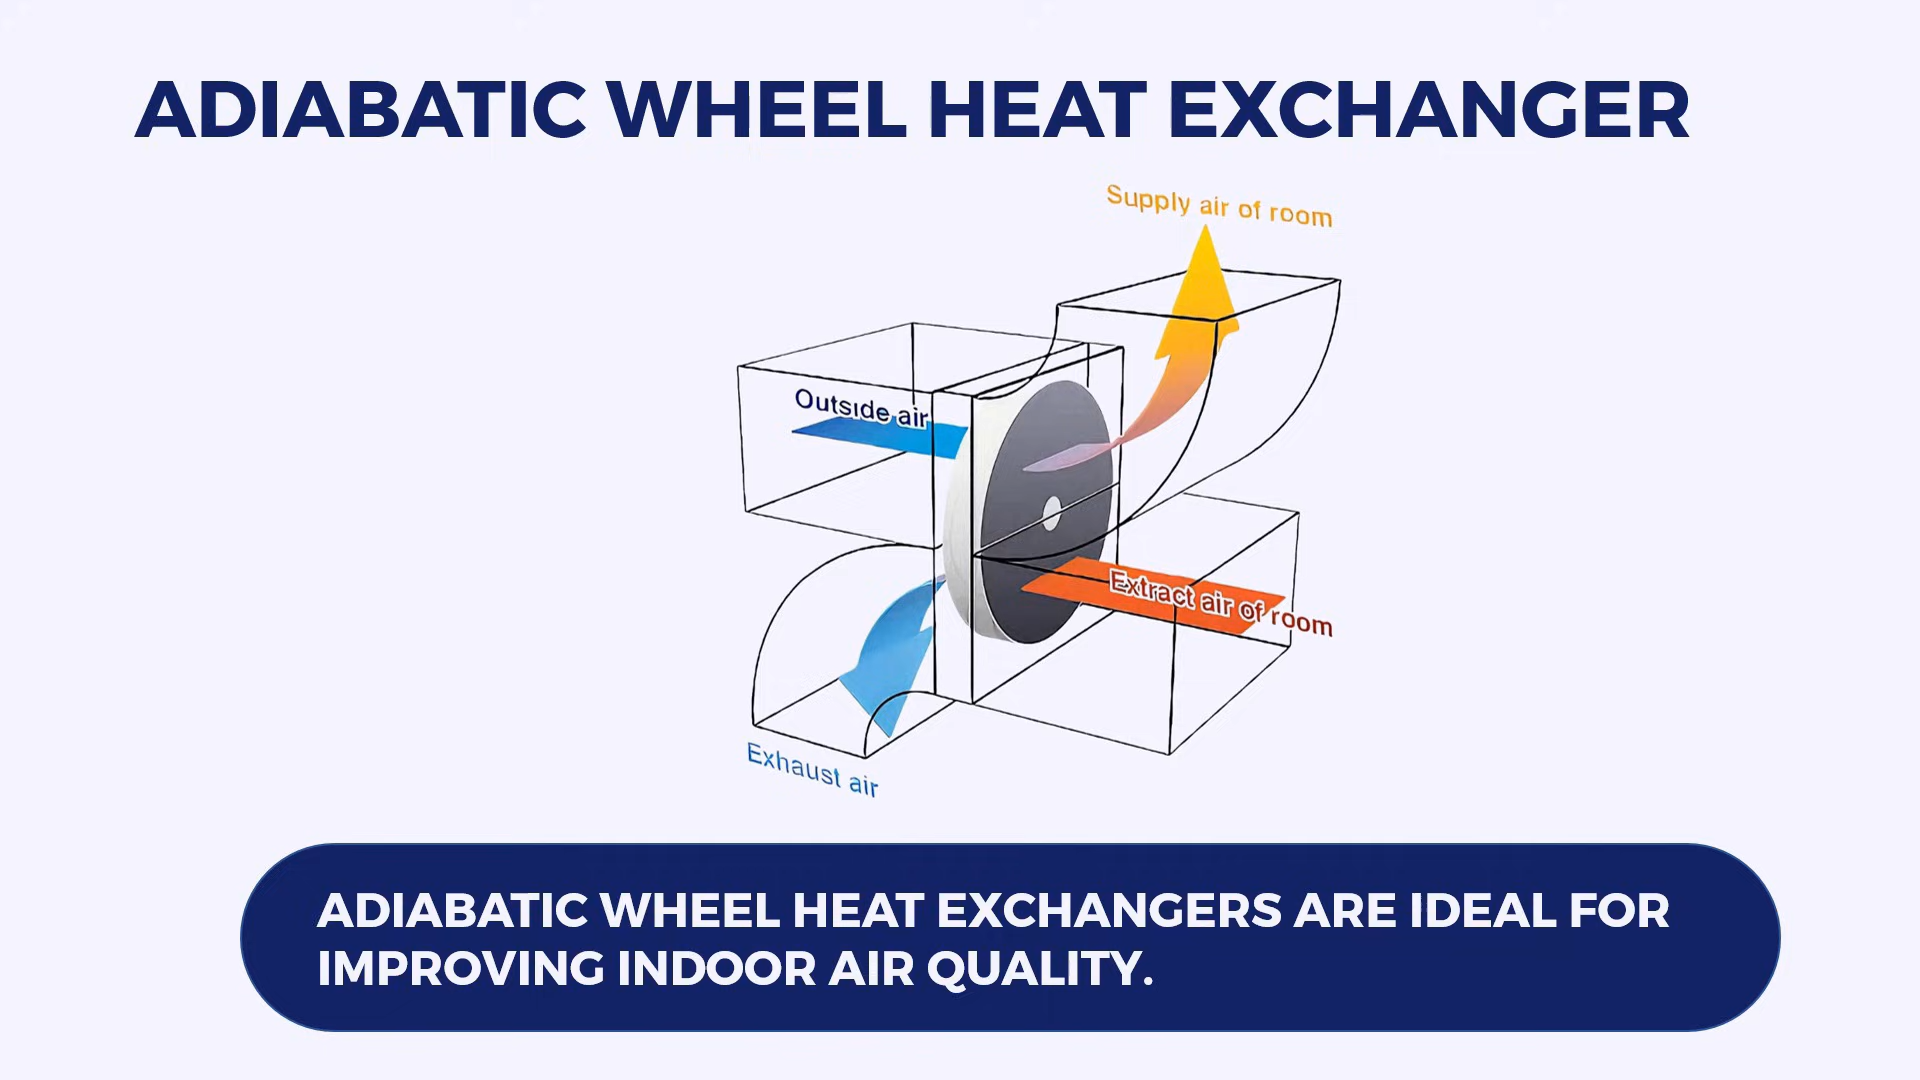 ADIABATIC WHEEL HEAT EXCHANGER
Supply air of room
Outside air
Extract air of room
Exhaust air
ADIABATIC WHEEL HEAT EXCHANGERS ARE IDEAL FOR
IMPROVING INDOOR AIR QUALITY.